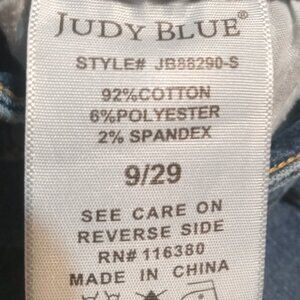 JUDY BLUE®
STYLE# JB88290-S
92%COTTON
6%POLYESTER
2% SPANDEX
9/29
SEE CARE ON
REVERSE SIDE
RN# 116380
MADE IN CHINA